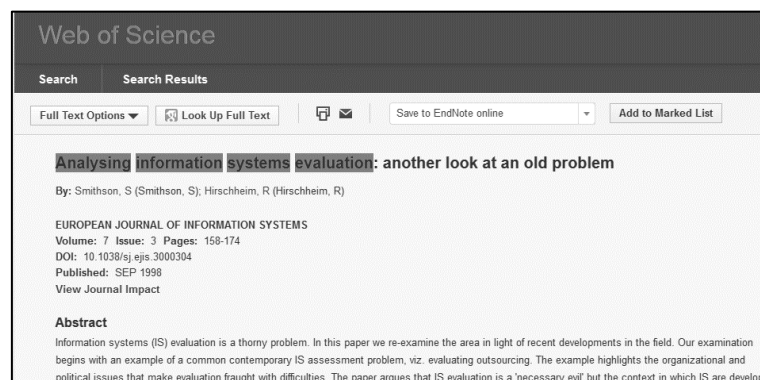 Web of Science
Search Search Results
Full Text Options Look Up Full Text Save to EndNote online Add to Marked List
Analysing information systems evaluation: another look at an old problem
By: Smithson, S (Smithson, S); Hirschheim, R (Hirschheim, R)
EUROPEAN JOURNAL OF INFORMATION SYSTEMS
Volume: 7 Issue: 3 Pages: 158-174
DOI: 10.1038/sj.ejis.3000304
Published: SEP 1998
View Journal Impact
Abstract
Information systems (IS) evaluation is a thorny problem. In this paper we re-examine the area in light of recent developments in the field. Our examination
begins with an example of a common contemporary IS assessment problem, viz. evaluating outsourcing. The example highlights the organizational and
political issues that make evaluation fraught with difficulties. The paper argues that IS evaluation is a 'necessary evil' but the context in which IS are